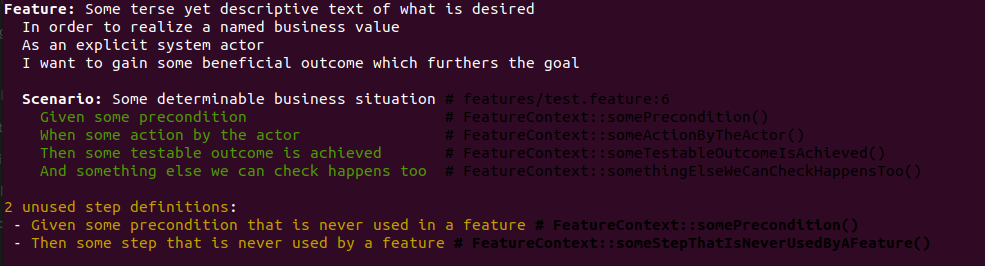 Feature: Some terse yet descriptive text of what is desired
In order to realize a named business value
As an explicit system actor
I want to gain some beneficial outcome which furthers the goal
Scenario: Some determinable business situation # features/test.feature:6
Given some precondition # FeatureContext::somePrecondition()
When some action by the actor # FeatureContext::someActionByTheActor()
Then some testable outcome is achieved # FeatureContext::someTestableOutcomeIsAchieved()
And something else we can check happens too # FeatureContext::somethingElseWeCanCheckHappensToo()
2 unused step definitions:
- Given some precondition that is never used in a feature # FeatureContext::somePrecondition()
- Then some step that is never used by a feature # FeatureContext::someStepThatIsNeverUsedByAFeature()